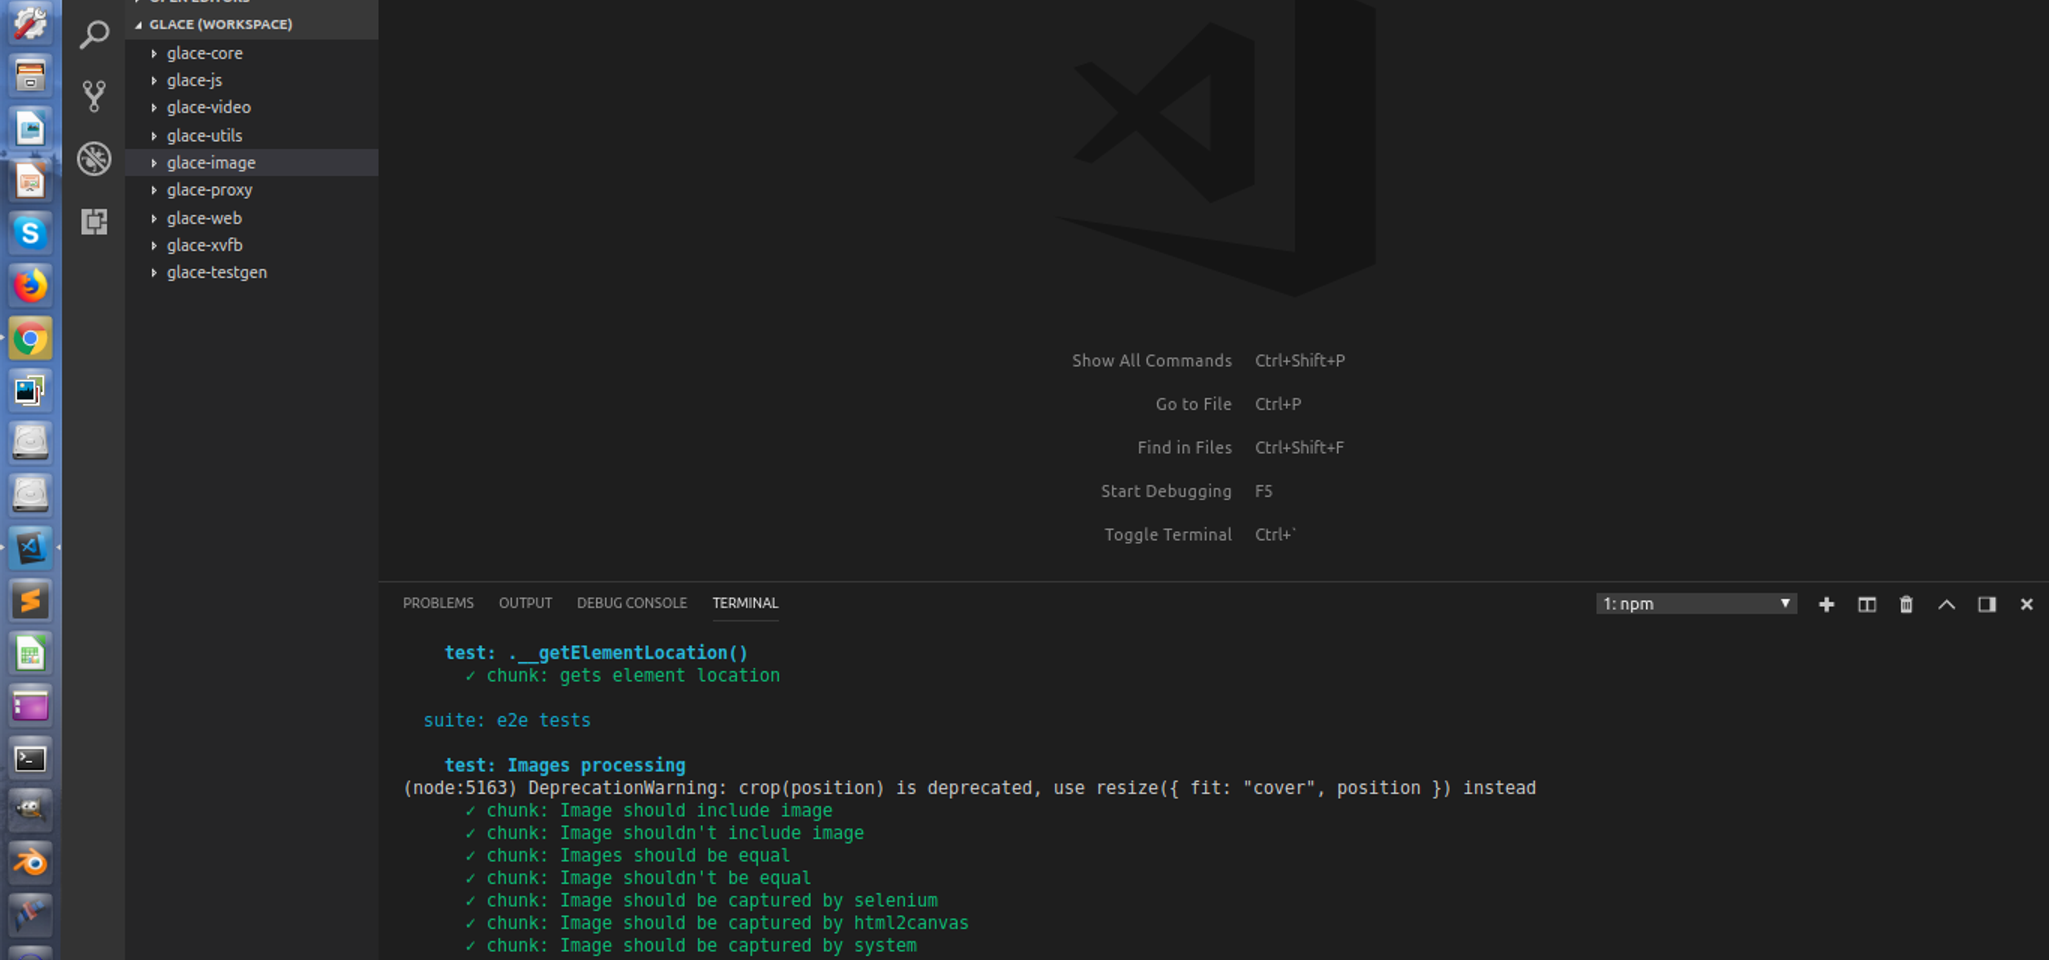 OPEN EDITORS
GLACE (WORKSPACE)
glace-core
glace-js
glace-video
glace-utils
glace-image
glace-proxy
glace-web
glace-xvfb
glace-testgen
Show All Commands Ctrl+Shift+P
Go to File Ctrl+P
Find in Files Ctrl+Shift+F
Start Debugging F5
Toggle Terminal Ctrl+`
PROBLEMS OUTPUT DEBUG CONSOLE TERMINAL 1: npm
test: .__getElementLocation()
✓ chunk: gets element location
suite: e2e tests
test: Images processing
(node:5163) DeprecationWarning: crop(position) is deprecated, use resize({ fit: "cover", position }) instead
✓ chunk: Image should include image
✓ chunk: Image shouldn't include image
✓ chunk: Images should be equal
✓ chunk: Image shouldn't be equal
✓ chunk: Image should be captured by selenium
✓ chunk: Image should be captured by html2canvas
✓ chunk: Image should be captured by system